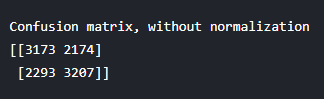 Confusion matrix, without normalization
[[3173 2174]
 [2293 3207]]